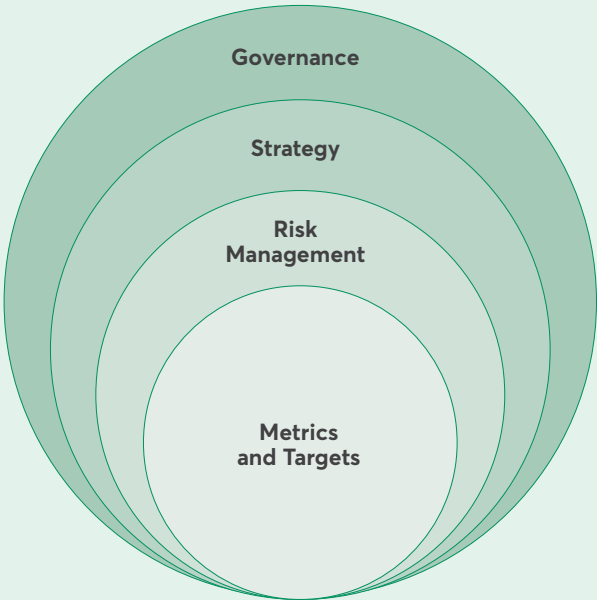 Governance
Strategy
Risk
Management
Metrics
and Targets